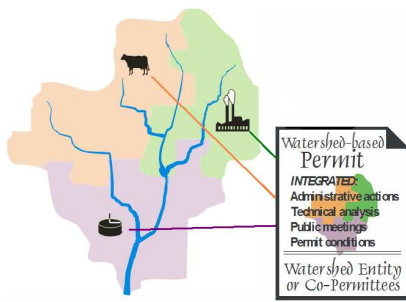 Watershed-based
Permit
INTEGRATED:
Administrative actions
Technical analysis
Public meetings
Permit conditions
Watershed Entity
or Co-Permittees